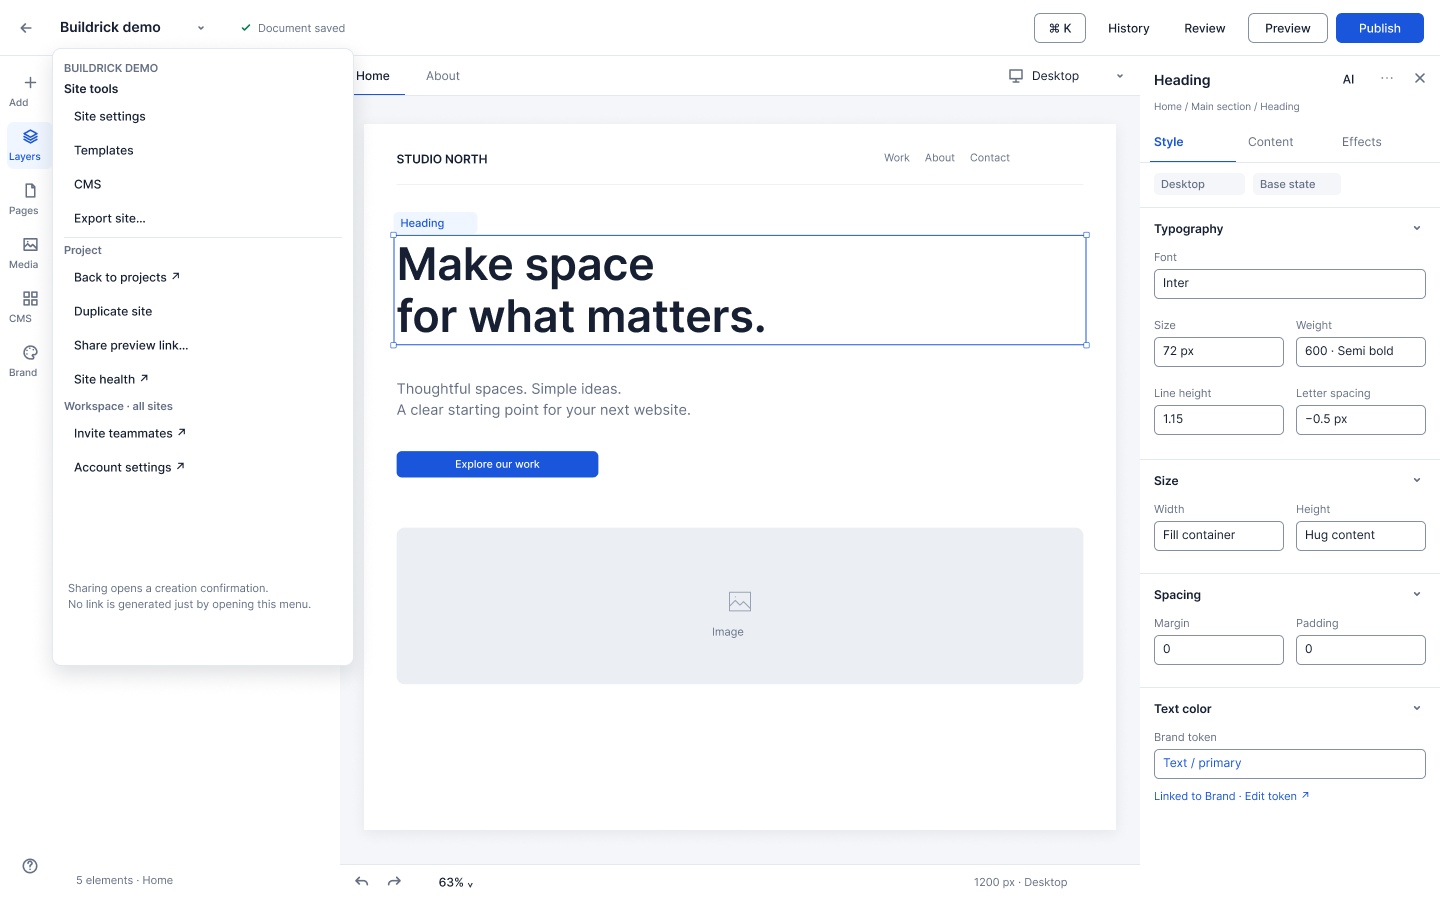 Buildrick demo
Document saved
⌘ K
History
Review
Preview
Publish
Add
Layers
Pages
Media
CMS
Brand
BUILDRICK DEMO
Site tools
Site settings
Templates
CMS
Export site...
Project
Back to projects ↗
Duplicate site
Share preview link...
Site health ↗
Workspace · all sites
Invite teammates ↗
Account settings ↗
Sharing opens a creation confirmation.
No link is generated just by opening this menu.
5 elements · Home
Home
About
Desktop
STUDIO NORTH
Work
About
Contact
Heading
Make space
for what matters.
Thoughtful spaces. Simple ideas.
A clear starting point for your next website.
Explore our work
Image
63%
1200 px · Desktop
Heading
AI
Home / Main section / Heading
Style
Content
Effects
Desktop
Base state
Typography
Font
Inter
Size
Weight
72 px
600 · Semi bold
Line height
Letter spacing
1.15
−0.5 px
Size
Width
Height
Fill container
Hug content
Spacing
Margin
Padding
0
0
Text color
Brand token
Text / primary
Linked to Brand · Edit token ↗